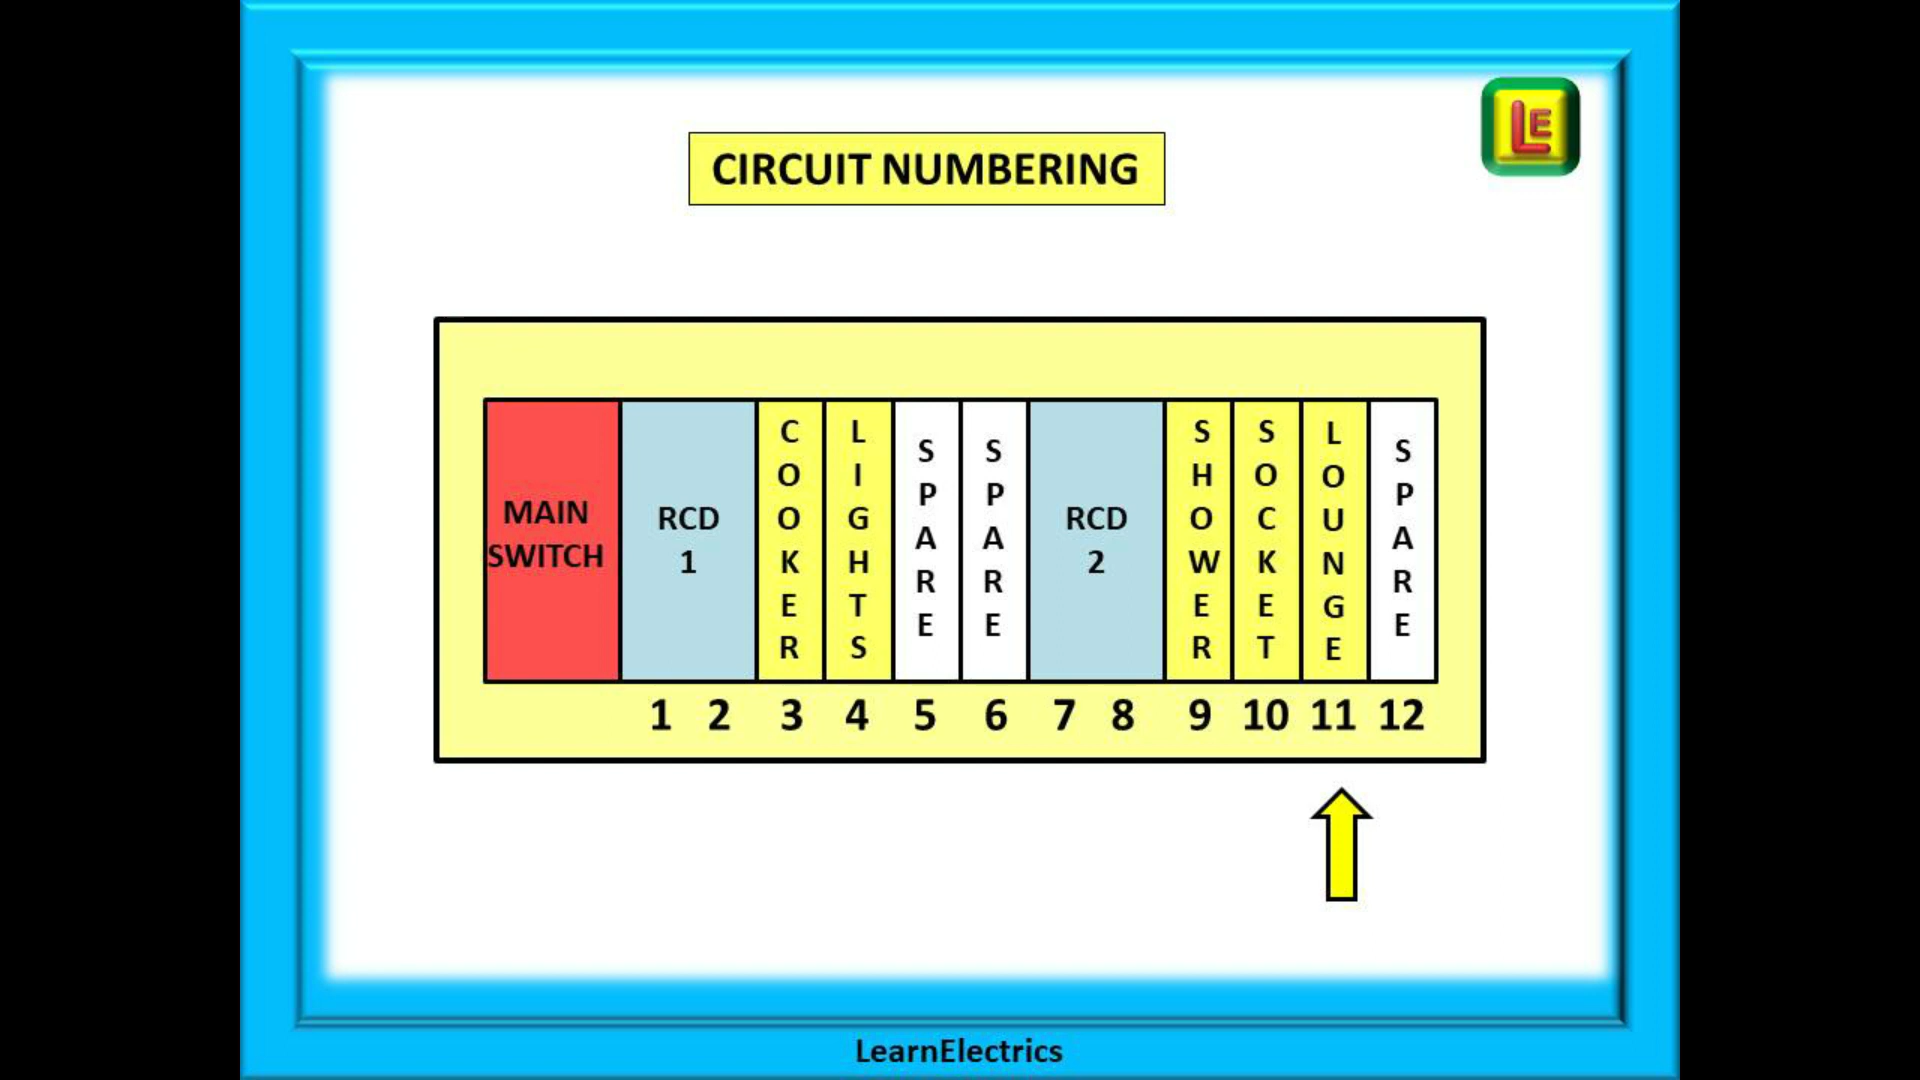 LE
CIRCUIT NUMBERING
MAIN
SWITCH
RCD
1
COOKER
LIGHTS
SPARE
SPARE
RCD
2
SHOWER
SOCKET
LOUNGE
SPARE
1 2 3 4 5 6 7 8 9 10 11 12
LearnElectrics